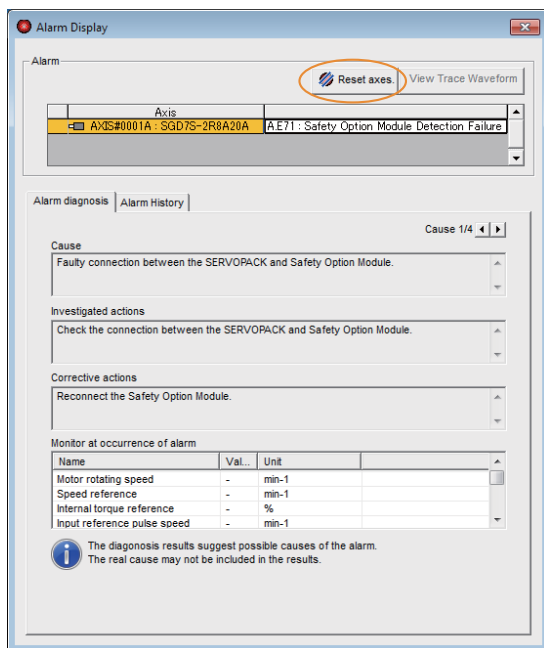 Alarm Display
Alarm
Reset axes.
View Trace Waveform
Axis
AXIS#0001A : SGD7S-2R8A20A A.E71 : Safety Option Module Detection Failure
Alarm diagnosis Alarm History
Cause 1/4
Cause
Faulty connection between the SERVOPACK and Safety Option Module.
Investigated actions
Check the connection between the SERVOPACK and Safety Option Module.
Corrective actions
Reconnect the Safety Option Module.
Monitor at occurrence of alarm
Name Val... Unit
Motor rotating speed - min-1
Speed reference - min-1
Internal torque reference - %
Input reference pulse speed - min-1
The diagonosis results suggest possible causes of the alarm.
The real cause may not be included in the results.